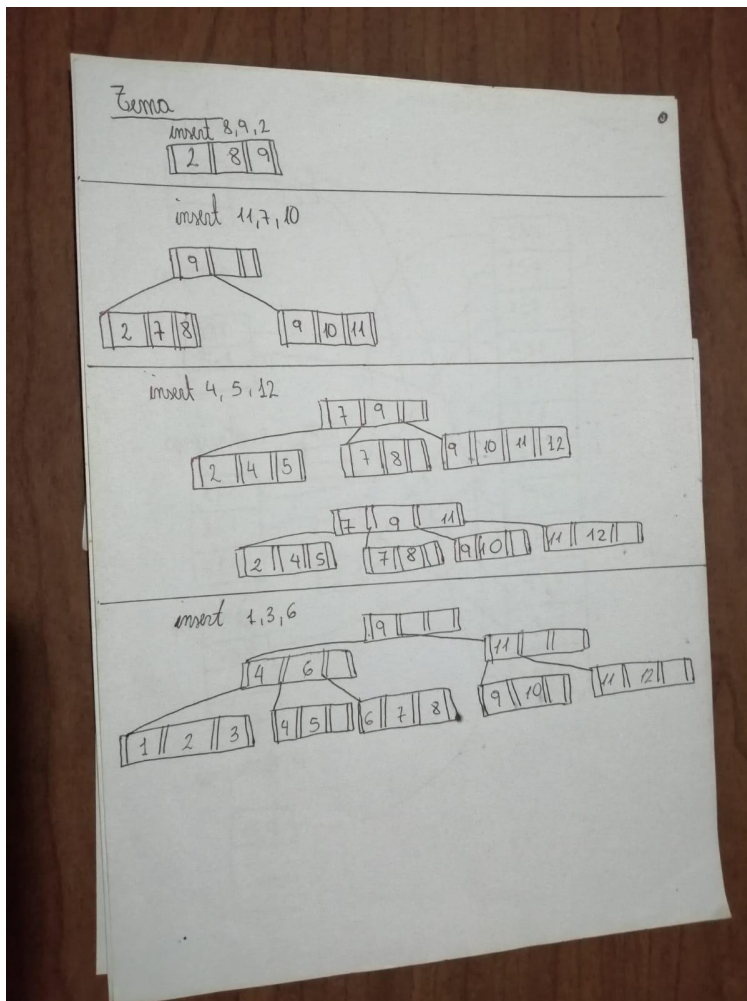 Tema
insert 8,9,2
2 8 9
insert 11,7,10
9
2 7 8 9 10 11
insert 4, 5, 12
7 9
2 4 5 7 8 9 10 11 12
7 9 11
2 4 5 7 8 9 10 11 12
insert 1,3,6
9
4 6 11
1 2 3 4 5 6 7 8 9 10 11 12